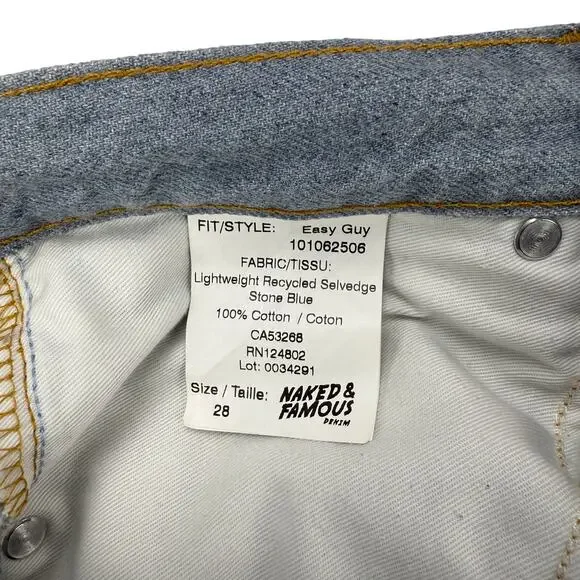 FIT/STYLE: Easy Guy
101062506
FABRIC/TISSU:
Lightweight Recycled Selvedge
Stone Blue
100% Cotton / Coton
CA53268
RN124802
Lot: 0034291
Size / Taille:
28
NAKED &
FAMOUS
DENIM